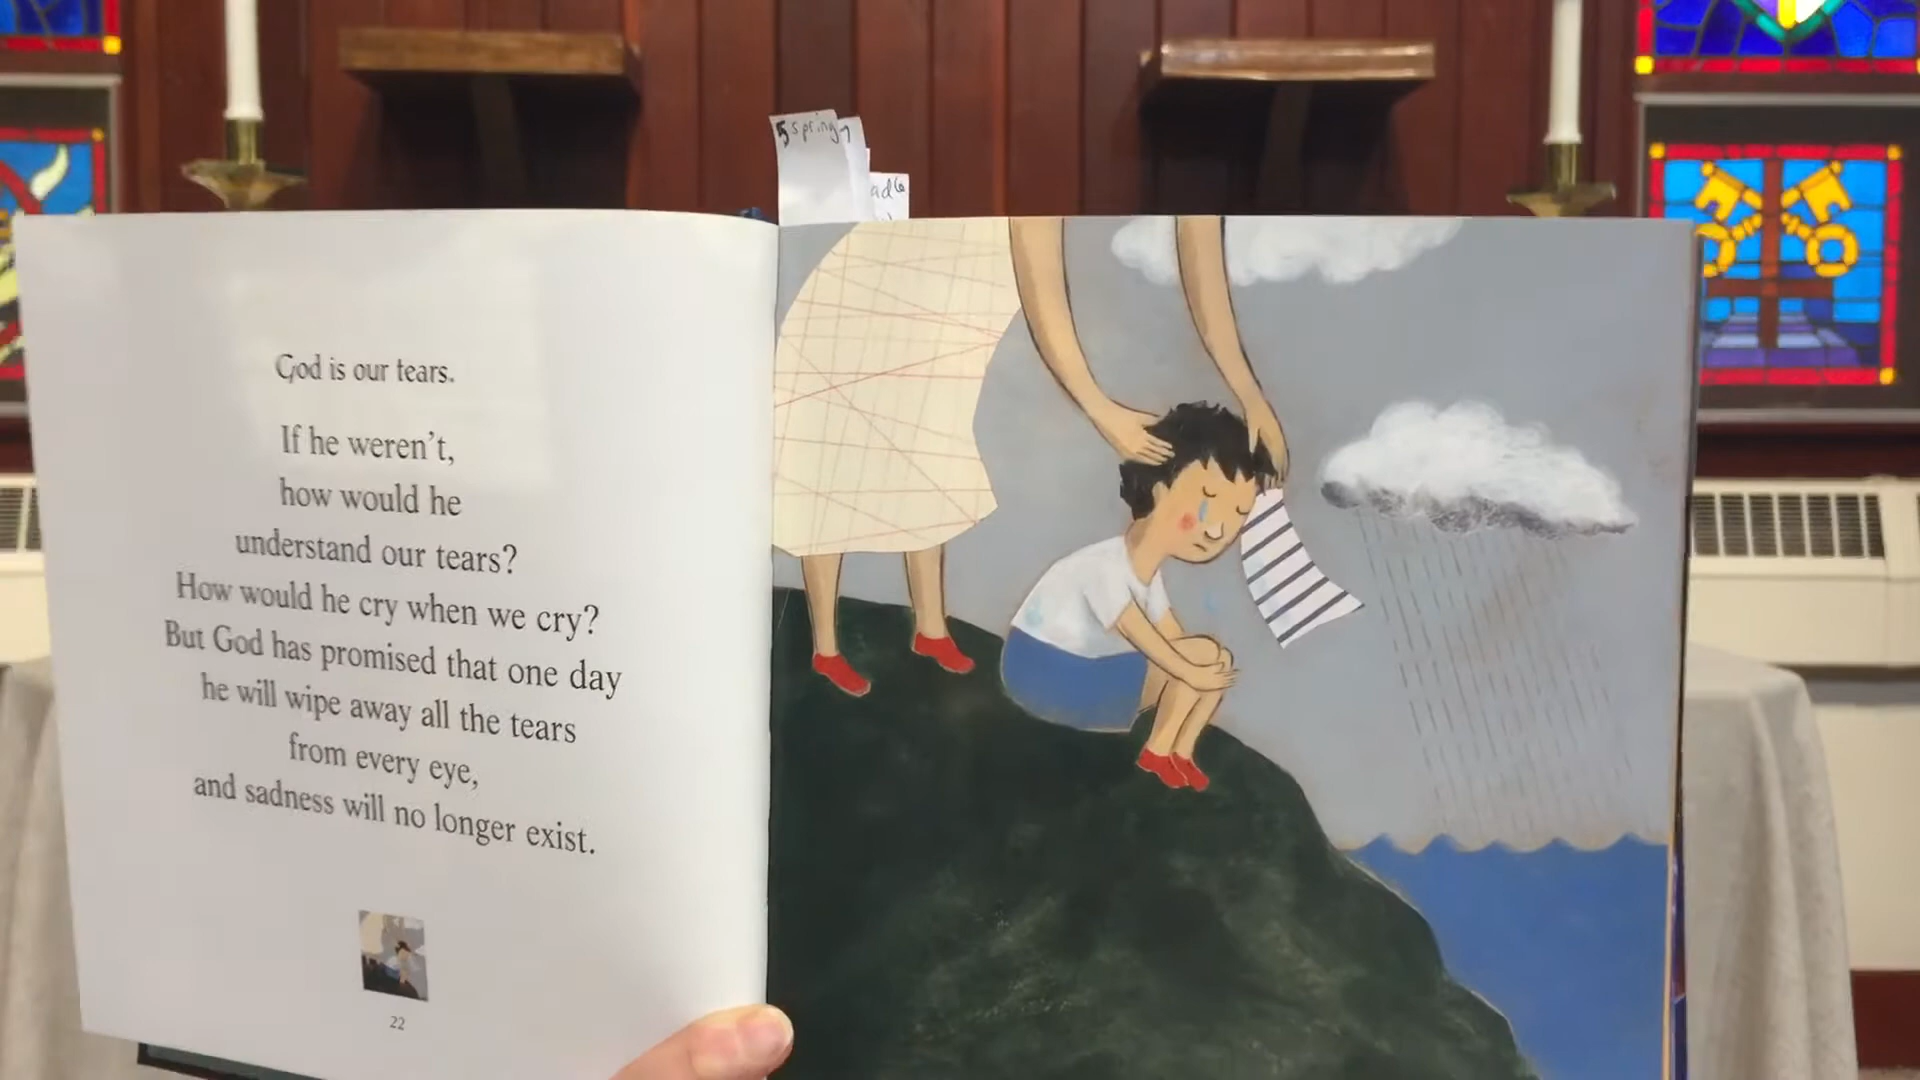 5 spring
God is our tears.
If he weren't,
how would he
understand our tears?
How would he cry when we cry?
But God has promised that one day
he will wipe away all the tears
from every eye,
and sadness will no longer exist.
22